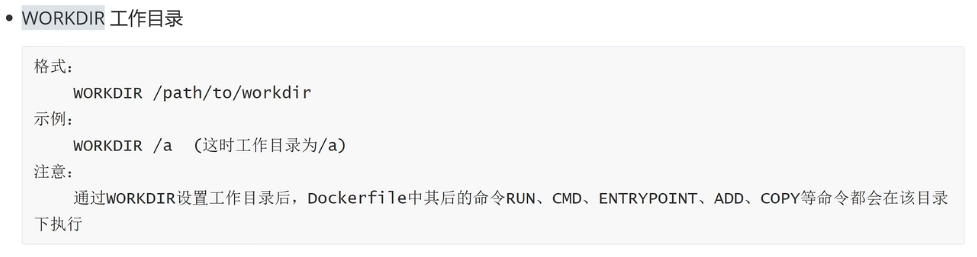 WORKDIR 工作目录
格式：
WORKDIR /path/to/workdir
示例：
WORKDIR /a  (这时工作目录为/a)
注意：
通过WORKDIR设置工作目录后，Dockerfile中其后的命令RUN、CMD、ENTRYPOINT、ADD、COPY等命令都会在该目录
下执行